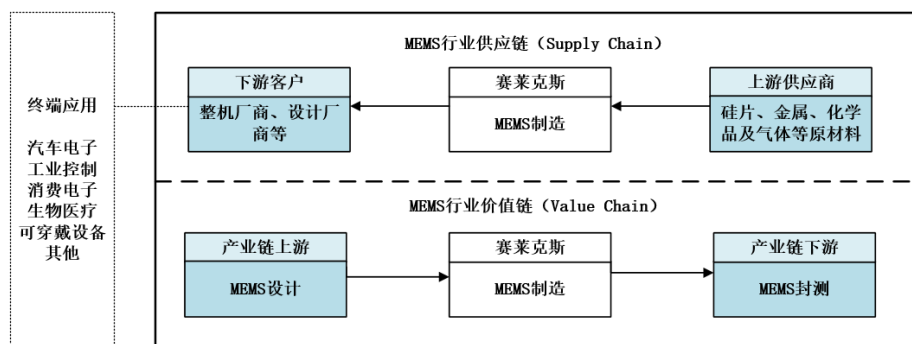 终端应用
汽车电子
工业控制
消费电子
生物医疗
可穿戴设备
其他
MEMS行业供应链（Supply Chain）
下游客户
整机厂商、设计厂
商等
赛莱克斯
MEMS制造
上游供应商
硅片、金属、化学
品及气体等原材料
MEMS行业价值链（Value Chain）
产业链上游
MEMS设计
赛莱克斯
MEMS制造
产业链下游
MEMS封测